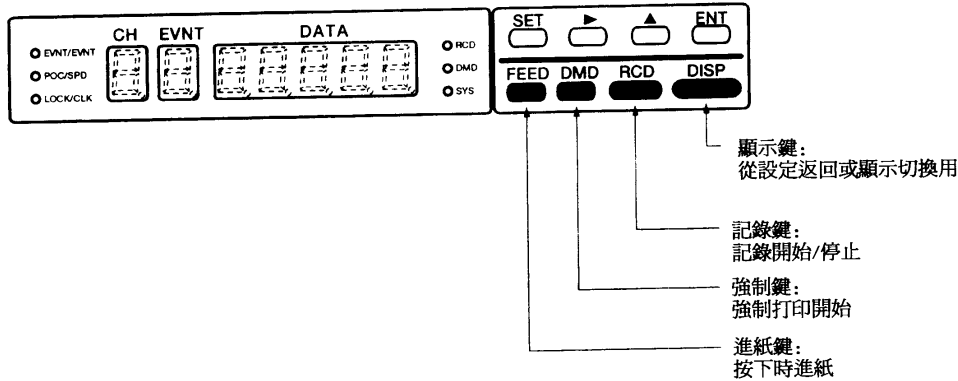 CH EVNT DATA
EVNT/EVNT
POC/SPD
LOCK/CLK
RCD
DMD
SYS
SET ► ▲ ENT
FEED DMD RCD DISP
顯示鍵:
從設定返回或顯示切換用
記錄鍵:
記錄開始/停止
強制鍵:
強制打印開始
進紙鍵:
按下時進紙